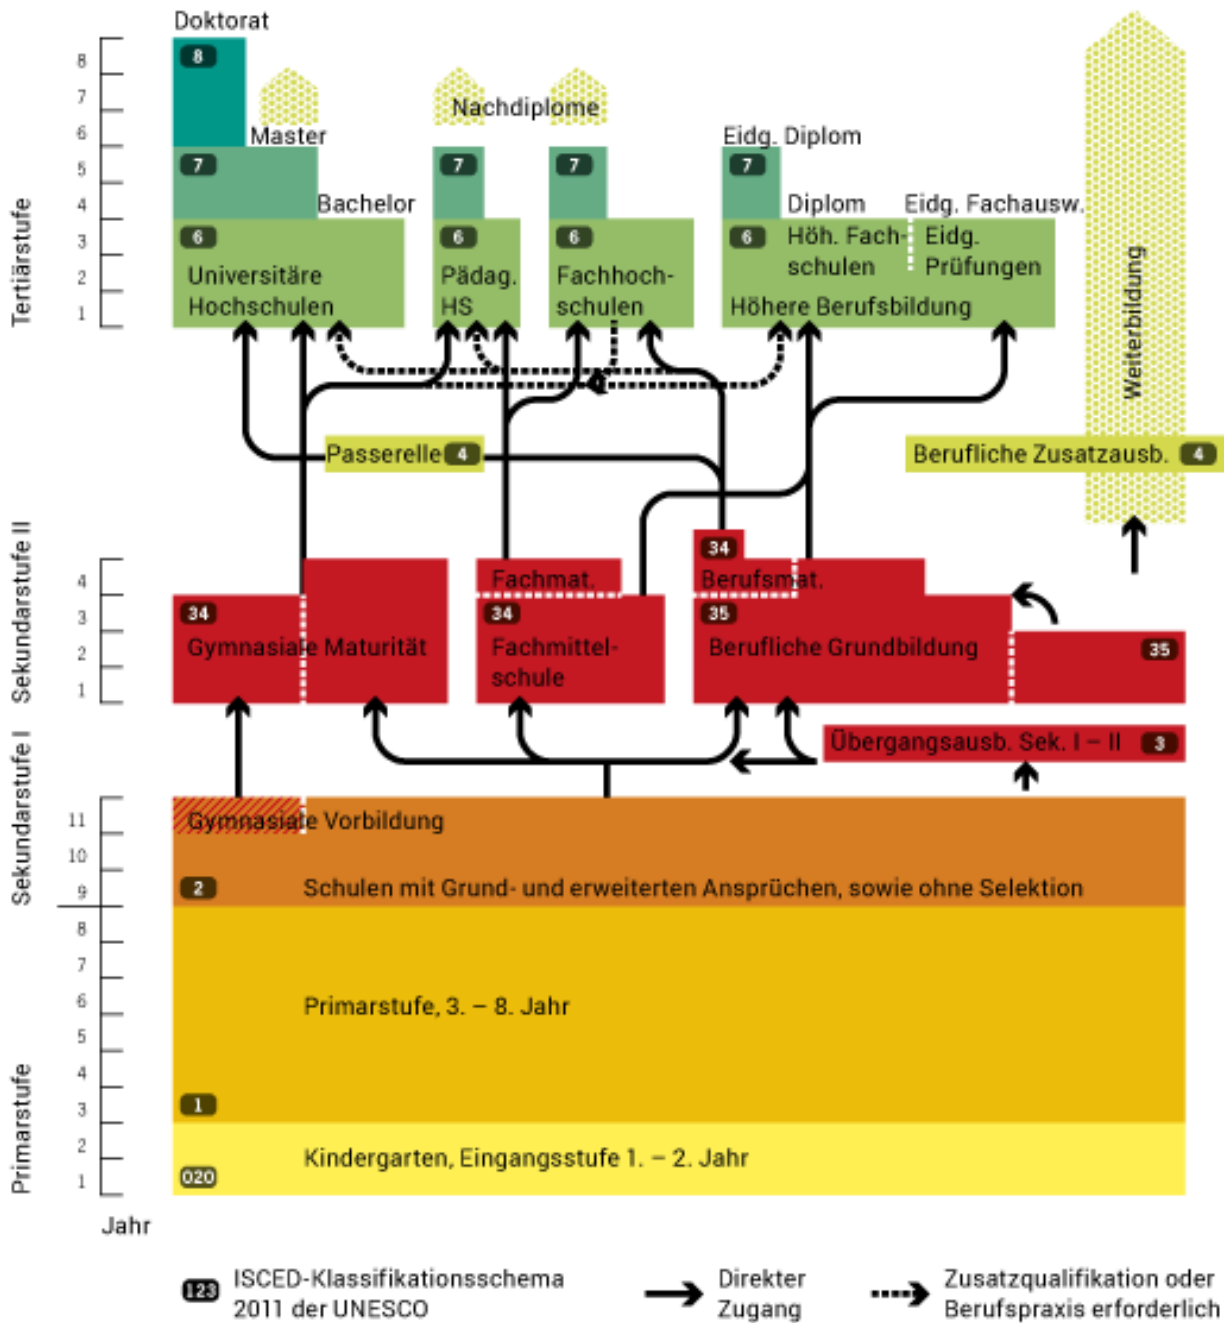 Doktorat
8
8
7
Nachdiplome
6
Master
Eidg. Diplom
5
7
7
7
7
4
Bachelor
Diplom
Eidg. Fachausw.
Tertiärstufe
3
6
6
6
6
Höh. Fach-
schulen
Eidg.
Prüfungen
2
Universitäre
Hochschulen
Pädag.
HS
Fachhoch-
schulen
Höhere Berufsbildung
1
Weiterbildung
Passerelle 4
Berufliche Zusatzausb. 4
Sekundarstufe II
34
4
Fachmat.
Berufsmat.
3
34
34
35
2
Gymnasiale Maturität
Fachmittel-
schule
Berufliche Grundbildung
35
1
Sekundarstufe I
Übergangsausb. Sek. I – II 3
11
Gymnasiale Vorbildung
10
9
2
Schulen mit Grund- und erweiterten Ansprüchen, sowie ohne Selektion
8
7
6
Primarstufe, 3. – 8. Jahr
5
4
Primarstufe
3
1
2
Kindergarten, Eingangsstufe 1. – 2. Jahr
1
020
Jahr
123
ISCED-Klassifikationsschema
2011 der UNESCO
Direkter
Zugang
Zusatzqualifikation oder
Berufspraxis erforderlich